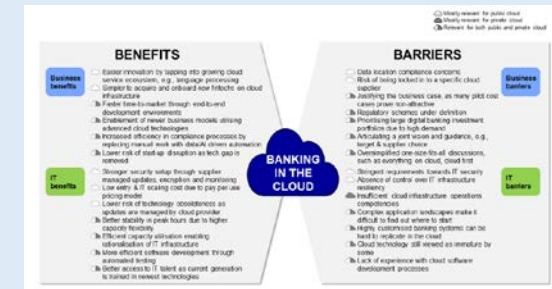 Mostly relevant for public cloud
Mostly relevant for private cloud
Relevant for both public and private cloud
BENEFITS
Business
benefits
Easier innovation by tapping into growing cloud
service ecosystem, e.g., language processing
Simpler to acquire and onboard new fintechs on cloud
infrastructure
Faster time-to-market through end-to-end
development environments
Enablement of newer business models utilising
advanced cloud technologies
Increased efficiency in compliance processes by
replacing manual work with data/AI drivers automation
Lower risk of start-up disruption as tech gap is
removed
IT
benefits
Stronger security setup through supplier
managed updates, encryption and monitoring
Low entry & IT scaling cost due to pay per use
pricing model
Lower risk of technology obsoleteness as
updates are managed by cloud provider
Better stability in peak hours due to higher
capacity flexibility
Efficient capacity utilisation enabling
rationalisation of IT infrastructure
More efficient software development through
automated testing
Better access to IT talent as current generation
is trained in newest technologies
BANKING
IN THE
CLOUD
BARRIERS
Data location compliance concerns
Risk of being locked in to a specific cloud
supplier
Justifying the business case, as many pilot cost
cases prove non-attractive
Regulatory schemes under definition
Prioritising large digital banking investment
portfolio due to high demand
Articulating a joint vision and guidance, e.g.,
target & supplier choice
Oversimplified one-size-fits-all discussions,
such as everything on cloud, cloud first
Business
barriers
Stringent requirements towards IT security
Absence of control over IT infrastructure
resiliency
Insufficient cloud infrastructure operations
competencies
Complex application landscapes make it
difficult to find out where to start
Highly customised banking systems can be
hard to replicate in the cloud
Cloud technology still viewed as immature by
some
Lack of experience with cloud software
development processes
IT
barriers